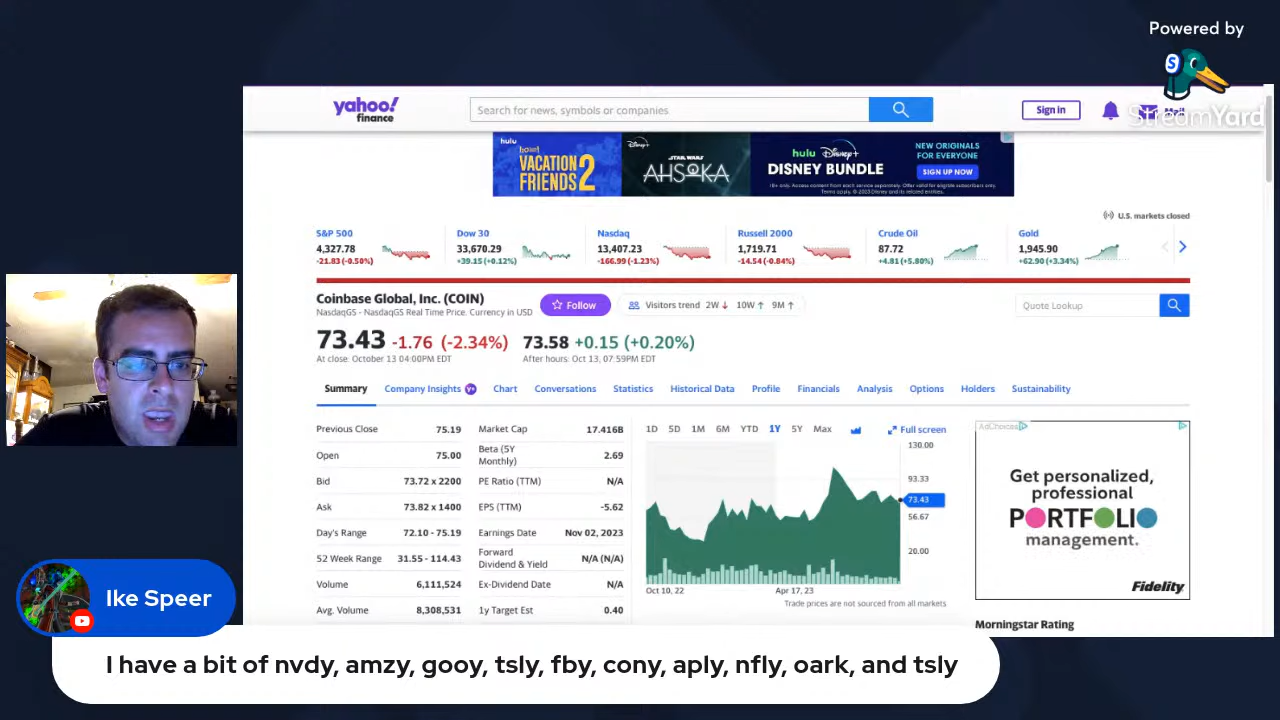 Powered by
StreamYard
yahoo!
finance
Search for news, symbols or companies
Sign in
Mail
hulu
VACATION
FRIENDS 2
Disney+
STAR WARS
AHSOKA
hulu Disney+
DISNEY BUNDLE
NEW ORIGINALS
FOR EVERYONE
SIGN UP NOW
U.S. markets closed
S&P 500
4,327.78
-21.83 (-0.50%)
Dow 30
33,670.29
+39.15 (+0.12%)
Nasdaq
13,407.23
-166.99 (-1.23%)
Russell 2000
1,719.71
-14.54 (-0.84%)
Crude Oil
87.72
+4.81 (+5.80%)
Gold
1,945.90
+62.90 (+3.34%)
Coinbase Global, Inc. (COIN)
NasdaqGS - NasdaqGS Real Time Price. Currency in USD
Follow
Visitors trend 2W↓ 10W↑ 9M↑
Quote Lookup
73.43 -1.76 (-2.34%) 73.58 +0.15 (+0.20%)
At close: October 13 04:00PM EDT After hours: Oct 13, 07:59PM EDT
Summary Company Insights Y+ Chart Conversations Statistics Historical Data Profile Financials Analysis Options Holders Sustainability
Previous Close 75.19
Open 75.00
Bid 73.72 x 2200
Ask 73.82 x 1400
Day's Range 72.10 - 75.19
52 Week Range 31.55 - 114.43
Volume 6,111,524
Avg. Volume 8,308,531
Market Cap 17.416B
Beta (5Y
Monthly) 2.69
PE Ratio (TTM) N/A
EPS (TTM) -5.62
Earnings Date Nov 02, 2023
Forward
Dividend & Yield N/A (N/A)
Ex-Dividend Date N/A
1y Target Est 0.40
1D 5D 1M 6M YTD 1Y 5Y Max
Full screen
130.00
93.33
73.43
56.67
20.00
Oct 10, 22 Apr 17, 23
Trade prices are not sourced from all markets
AdChoices
Get personalized,
professional
PORTFOLIO
management.
Fidelity
Morningstar Rating
Ike Speer
I have a bit of nvdy, amzy, gooy, tsly, fby, cony, aply, nfly, oark, and tsly